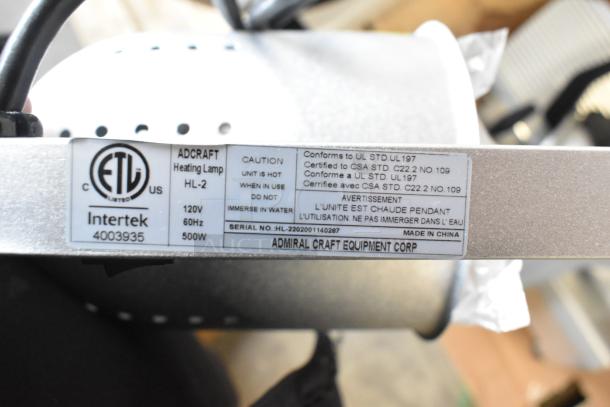 ETL
C US
LISTED
Intertek
4003935
ADCRAFT
Heating Lamp
HL-2
120V
60Hz
500W
CAUTION
UNIT IS HOT
WHEN IN USE
DO NOT
IMMERSE IN WATER
Conforms to UL STD.UL197
Certified to CSA STD. C22.2 NO.109
Conforme a UL STD.UL197
Cerrifiee avec CSA STD. C22.2 NO.109
AVERTISSEMENT
L'UNITE EST CHAUDE PENDANT
L'UTILISATION. NE PAS IMMERGER DANS L' EAU
SERIAL NO.:HL-2202001140287
MADE IN CHINA
ADMIRAL CRAFT EQUIPMENT CORP